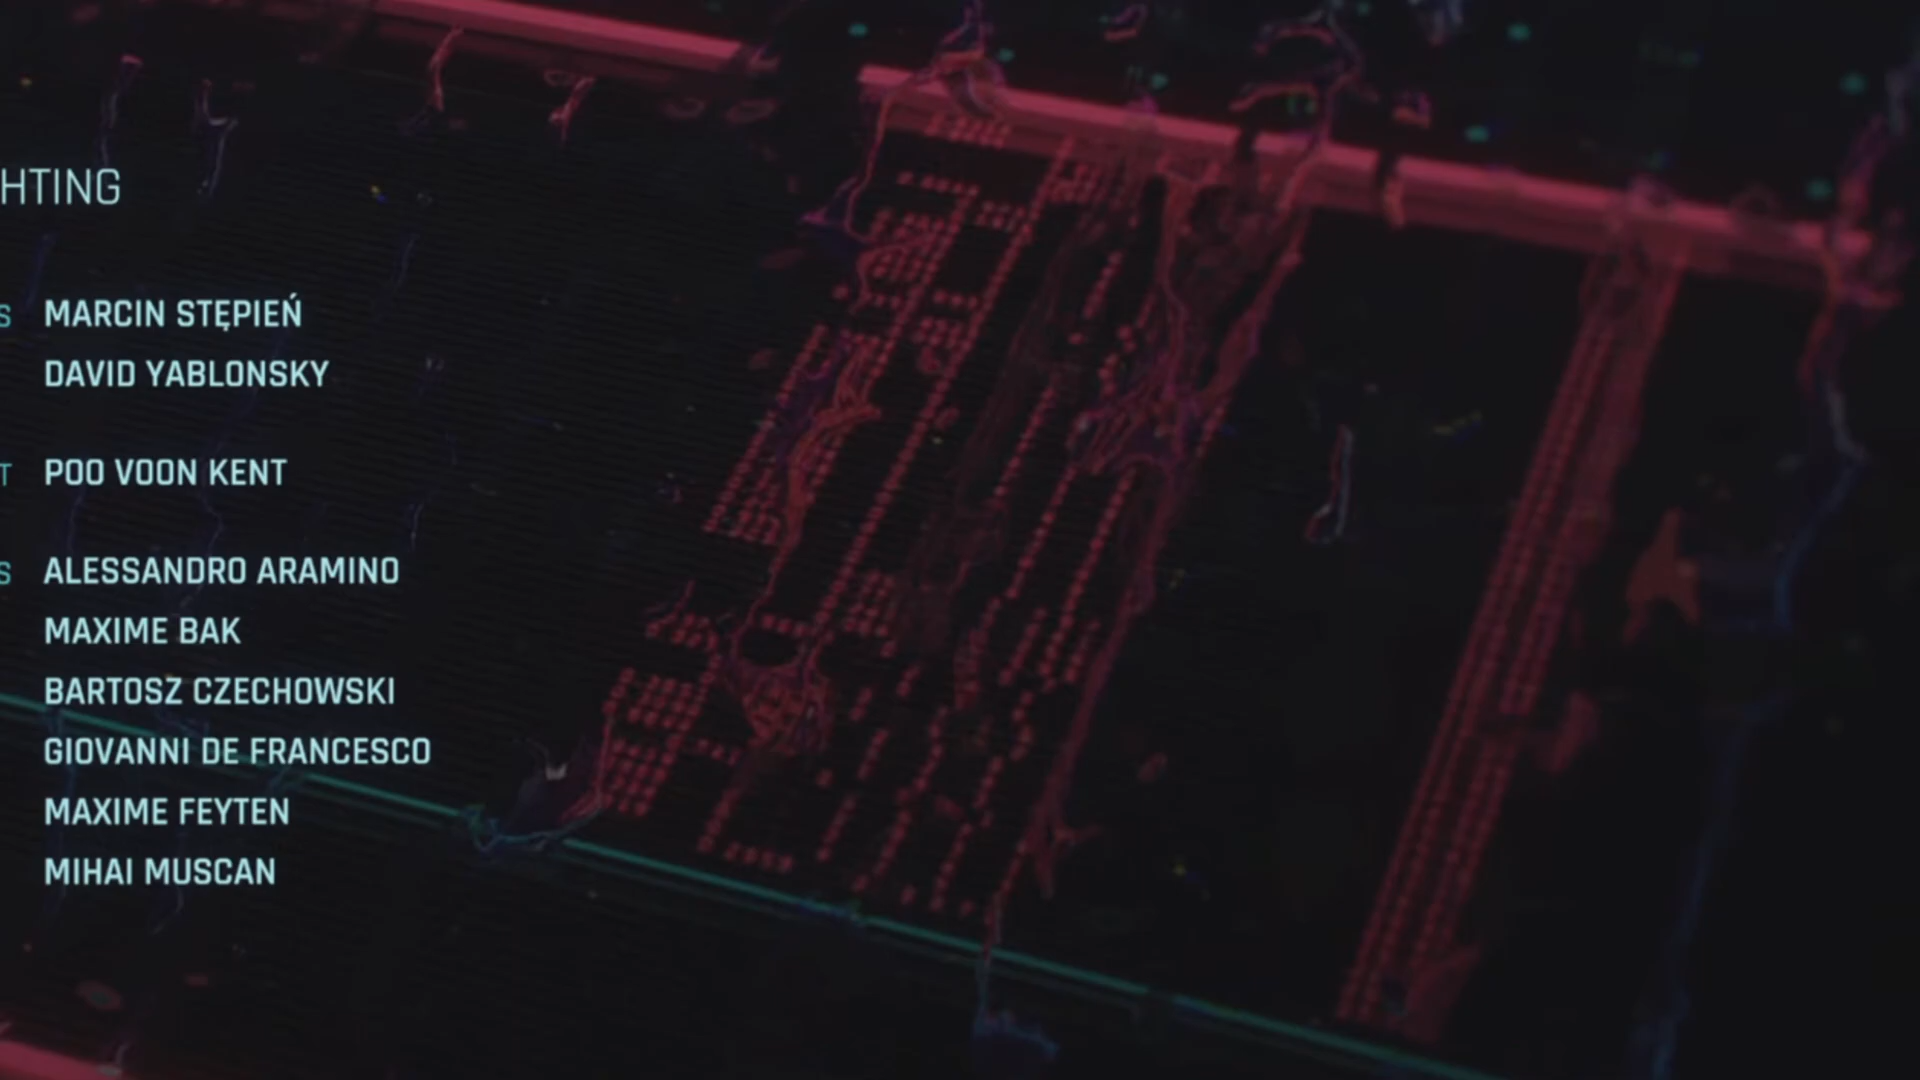 HTING
S MARCIN STĘPIEŃ
DAVID YABLONSKY
T POO VOON KENT
S ALESSANDRO ARAMINO
MAXIME BAK
BARTOSZ CZECHOWSKI
GIOVANNI DE FRANCESCO
MAXIME FEYTEN
MIHAI MUSCAN